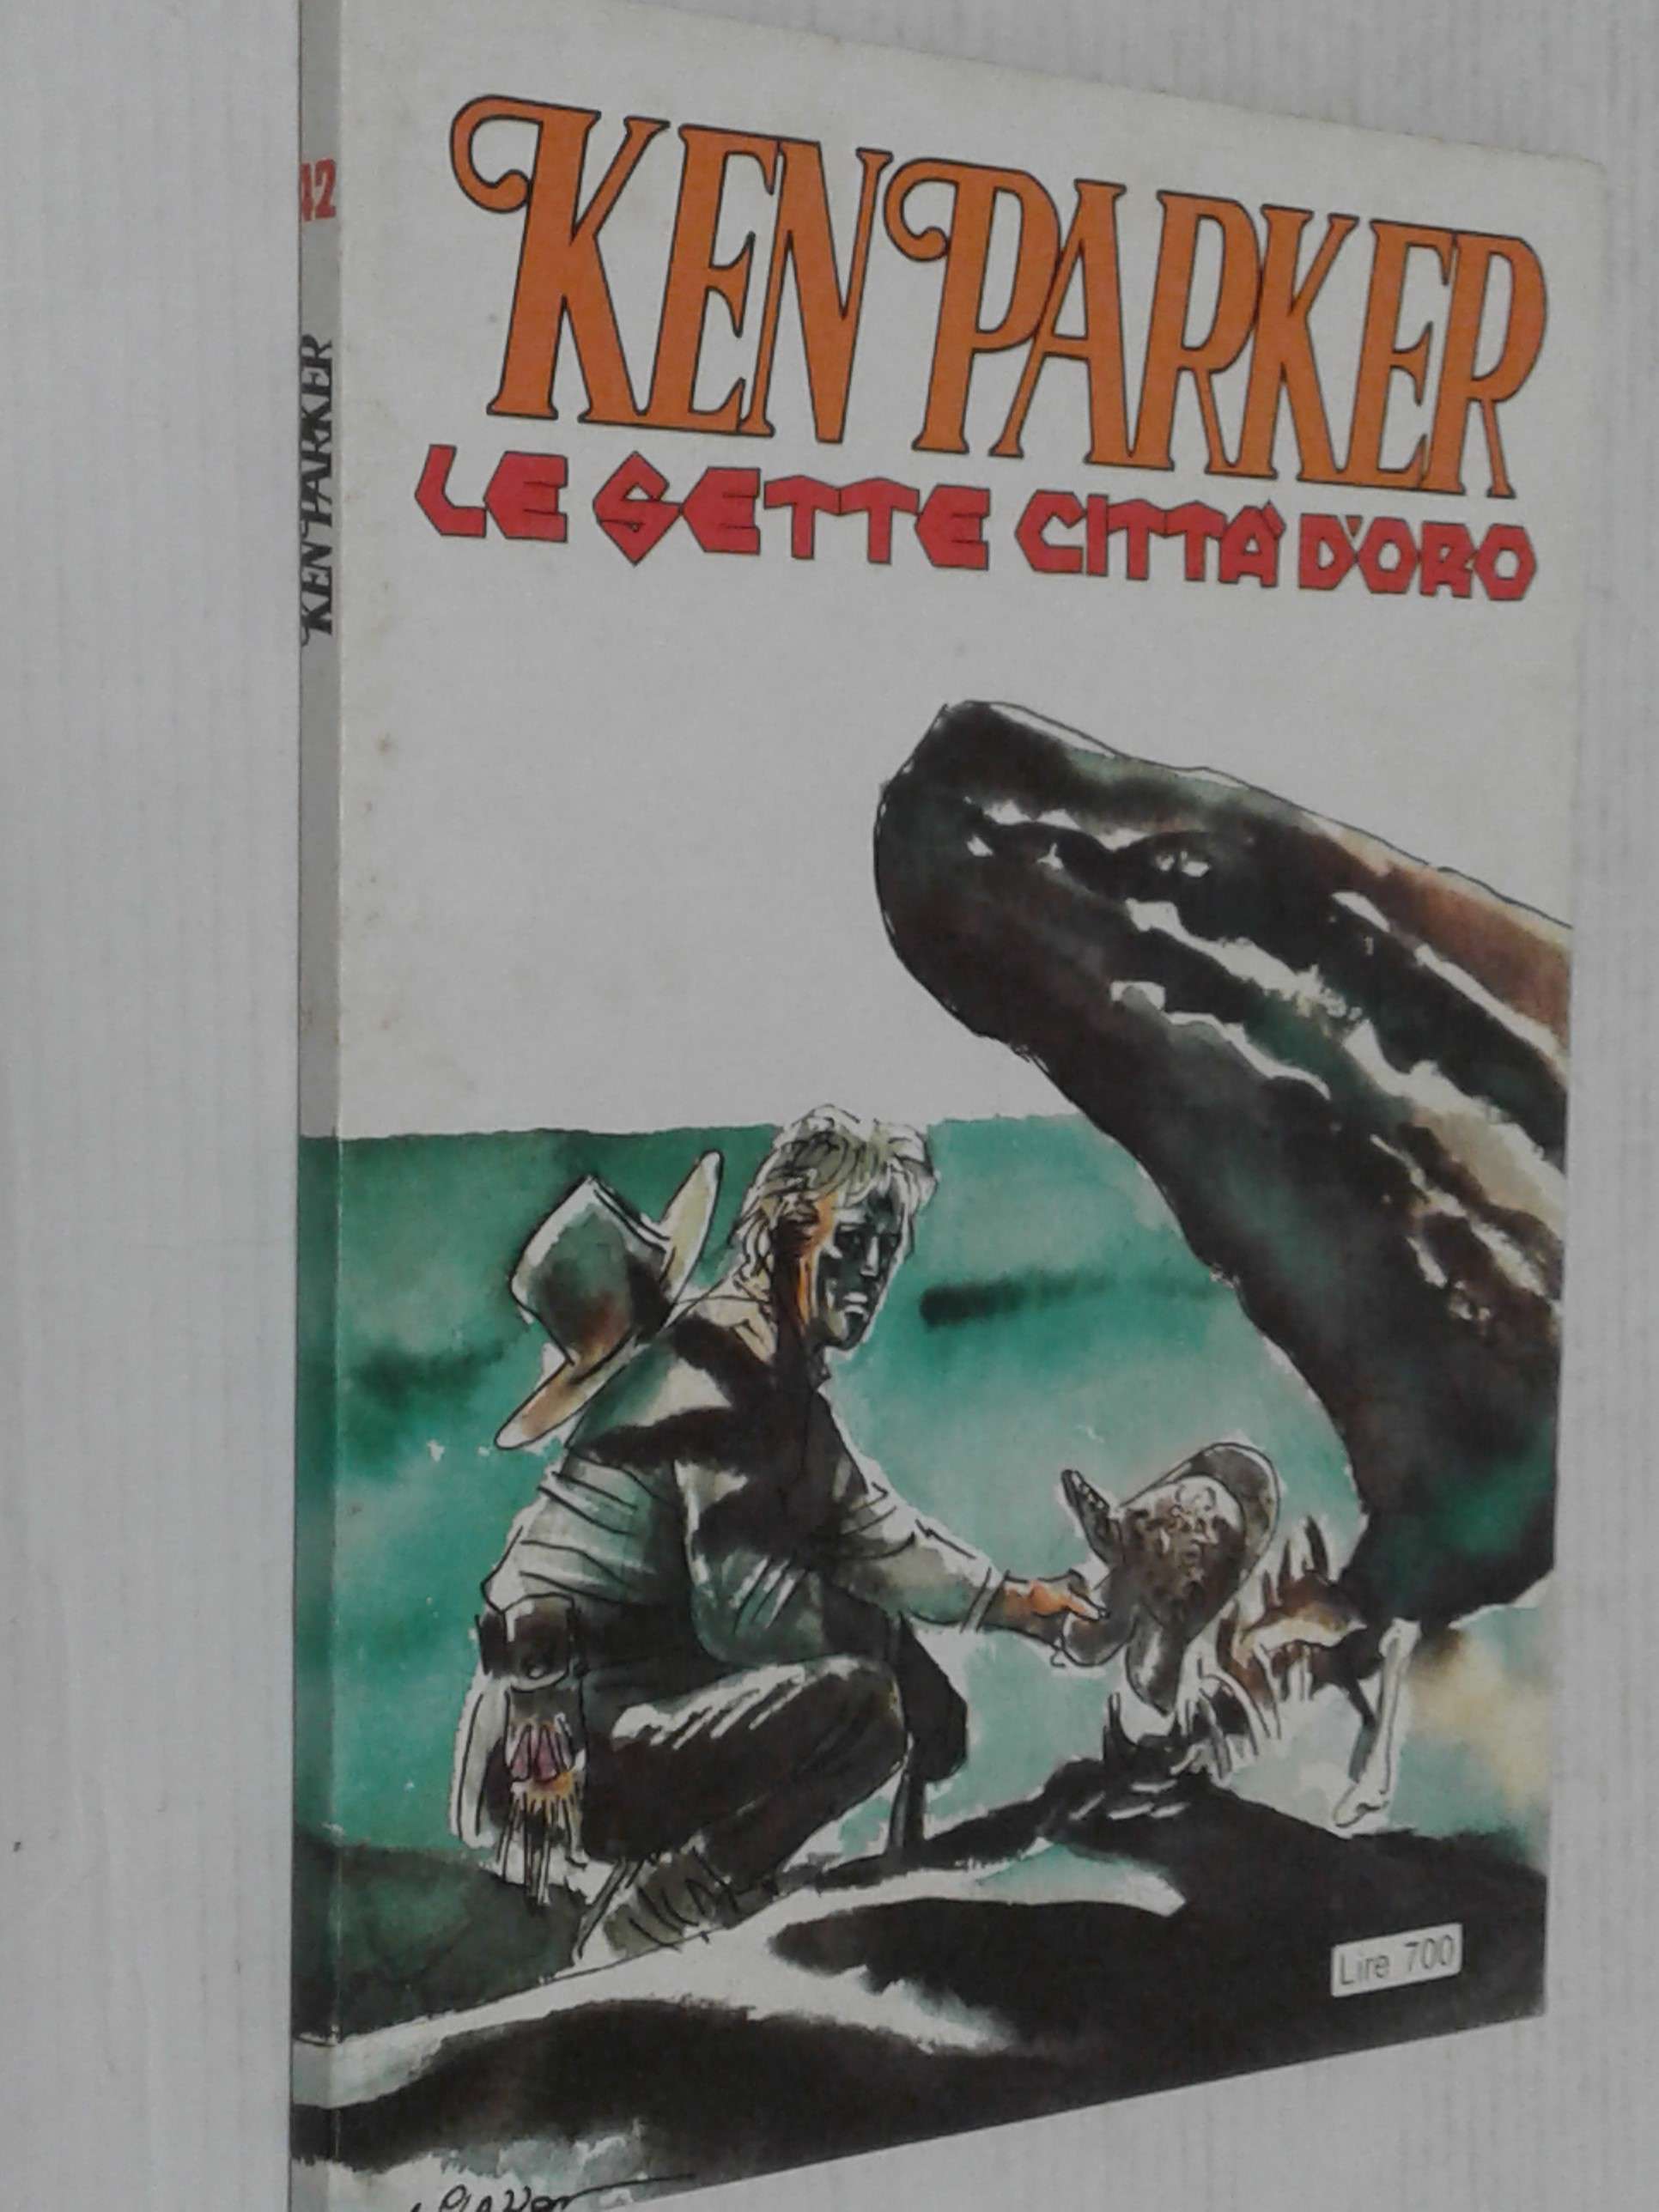 42
KEN PARKER
KEN PARKER
LE SETTE CITTÀ D'ORO
Lire 700